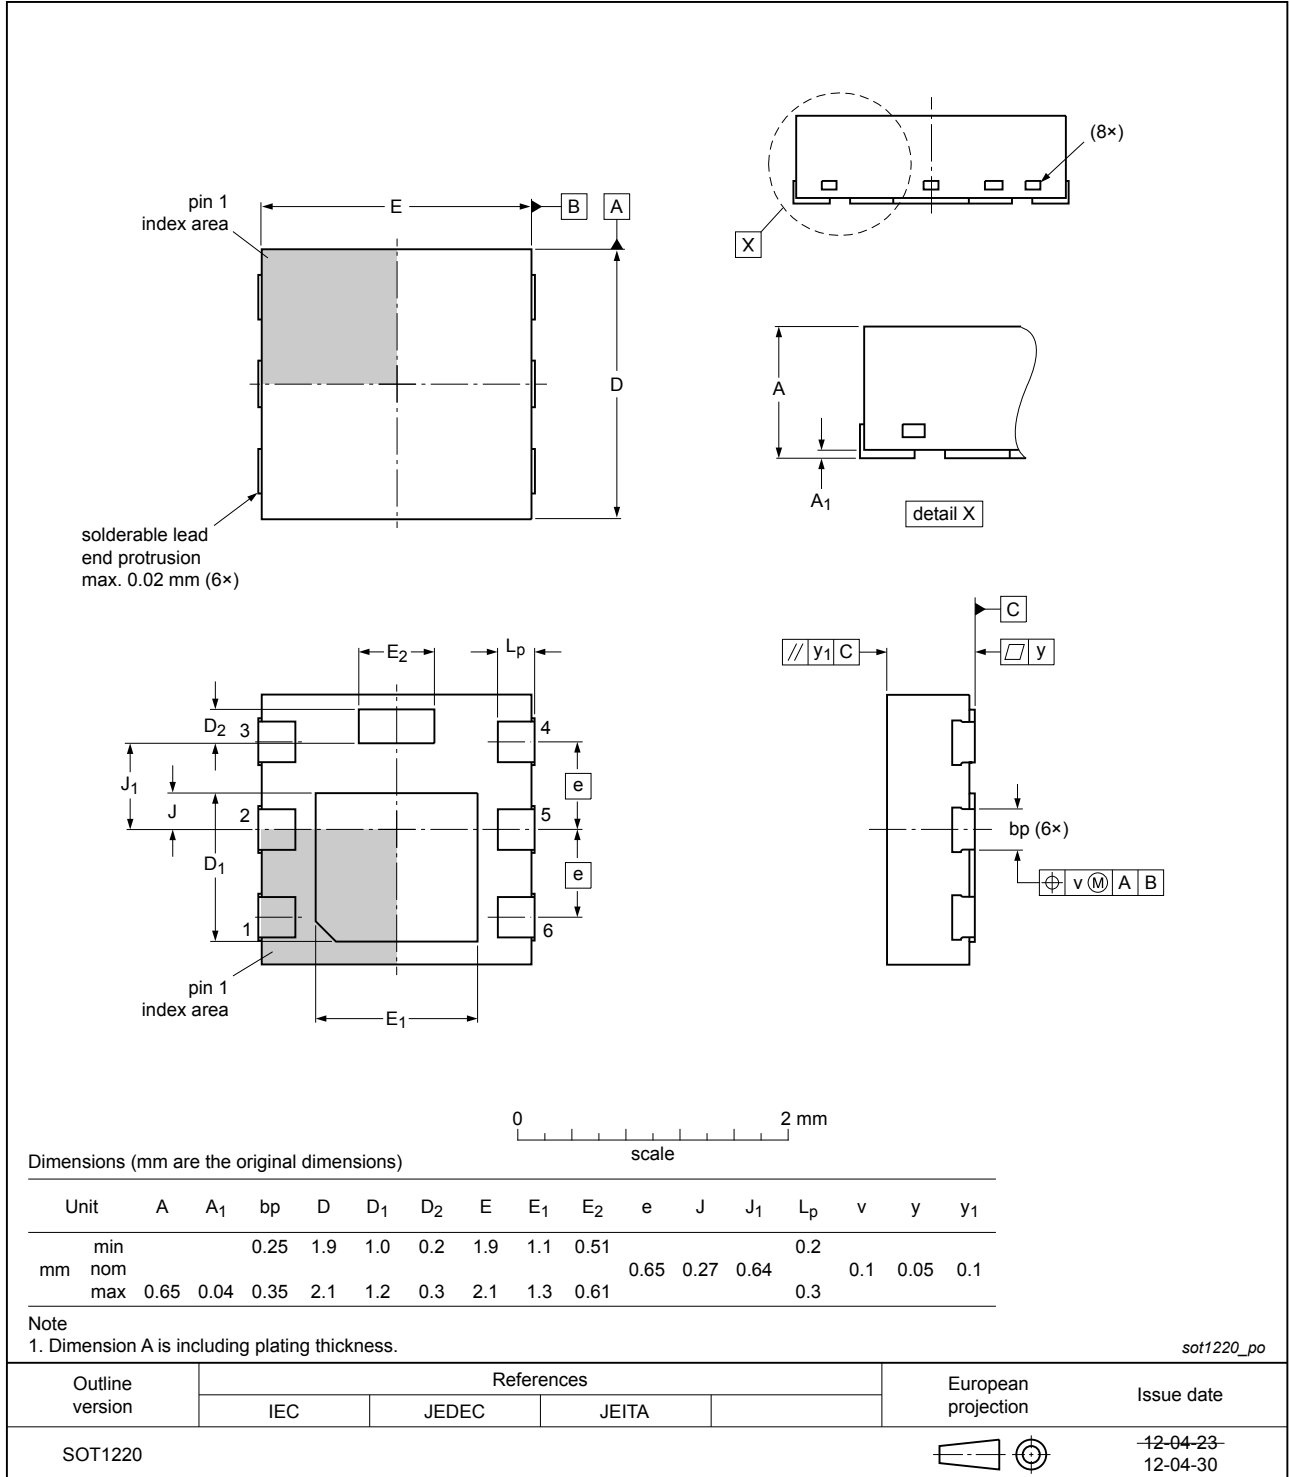 (8×)
pin 1
index area
E
B
A
X
D
A
A1
detail X
solderable lead
end protrusion
max. 0.02 mm (6×)
C
E2
Lp
// y1 C
y
D2
3
4
J1
J
e
2
5
bp (6×)
D1
e
v M A B
1
6
pin 1
index area
E1
0 2 mm
scale
Dimensions (mm are the original dimensions)
Unit A A1 bp D D1 D2 E E1 E2 e J J1 Lp v y y1
min 0.25 1.9 1.0 0.2 1.9 1.1 0.51 0.2
mm nom 0.65 0.27 0.64 0.1 0.05 0.1
max 0.65 0.04 0.35 2.1 1.2 0.3 2.1 1.3 0.61 0.3
Note
1. Dimension A is including plating thickness.
sot1220_po
Outline
version
References
IEC JEDEC JEITA
European
projection
Issue date
SOT1220
12-04-23
12-04-30